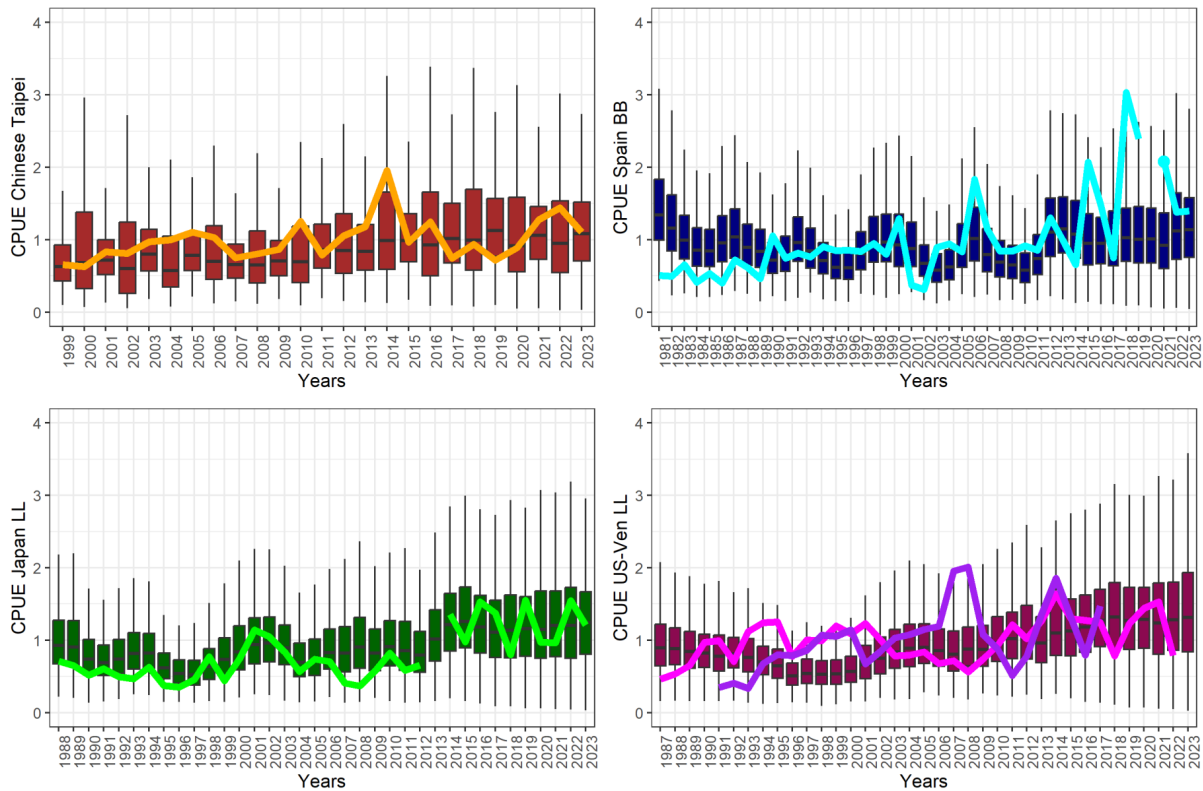 CPUE Chinese Taipei
4
3
2
1
0
1999 2000 2001 2002 2003 2004 2005 2006 2007 2008 2009 2010 2011 2012 2013 2014 2015 2016 2017 2018 2019 2020 2021 2022 2023
Years
CPUE Spain BB
4
3
2
1
0
1981 1982 1983 1984 1985 1986 1987 1988 1989 1990 1991 1992 1993 1994 1995 1996 1997 1998 1999 2000 2001 2002 2003 2004 2005 2006 2007 2008 2009 2010 2011 2012 2013 2014 2015 2016 2017 2018 2019 2020 2021 2022 2023
Years
CPUE Japan LL
4
3
2
1
0
1988 1989 1990 1991 1992 1993 1994 1995 1996 1997 1998 1999 2000 2001 2002 2003 2004 2005 2006 2007 2008 2009 2010 2011 2012 2013 2014 2015 2016 2017 2018 2019 2020 2021 2022 2023
Years
CPUE US-Ven LL
4
3
2
1
0
1987 1988 1989 1990 1991 1992 1993 1994 1995 1996 1997 1998 1999 2000 2001 2002 2003 2004 2005 2006 2007 2008 2009 2010 2011 2012 2013 2014 2015 2016 2017 2018 2019 2020 2021 2022 2023
Years